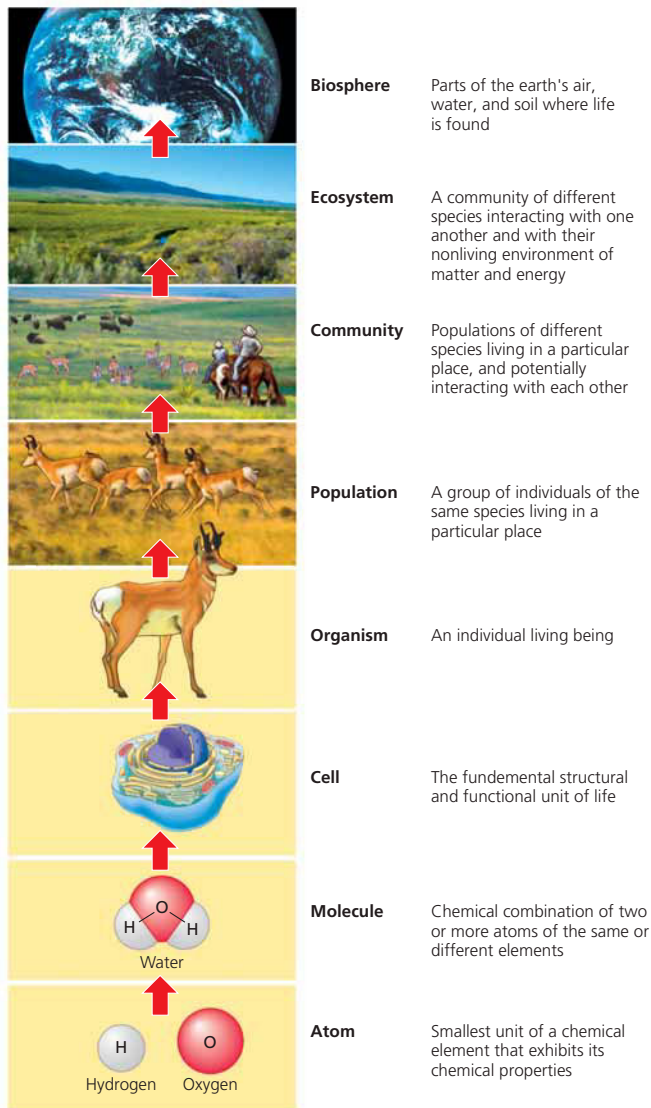 Biosphere
Parts of the earth's air,
water, and soil where life
is found
Ecosystem
A community of different
species interacting with one
another and with their
nonliving environment of
matter and energy
Community
Populations of different
species living in a particular
place, and potentially
interacting with each other
Population
A group of individuals of the
same species living in a
particular place
Organism
An individual living being
Cell
The fundemental structural
and functional unit of life
Molecule
Chemical combination of two
or more atoms of the same or
different elements
O
H H
Water
Atom
Smallest unit of a chemical
element that exhibits its
chemical properties
H O
Hydrogen Oxygen